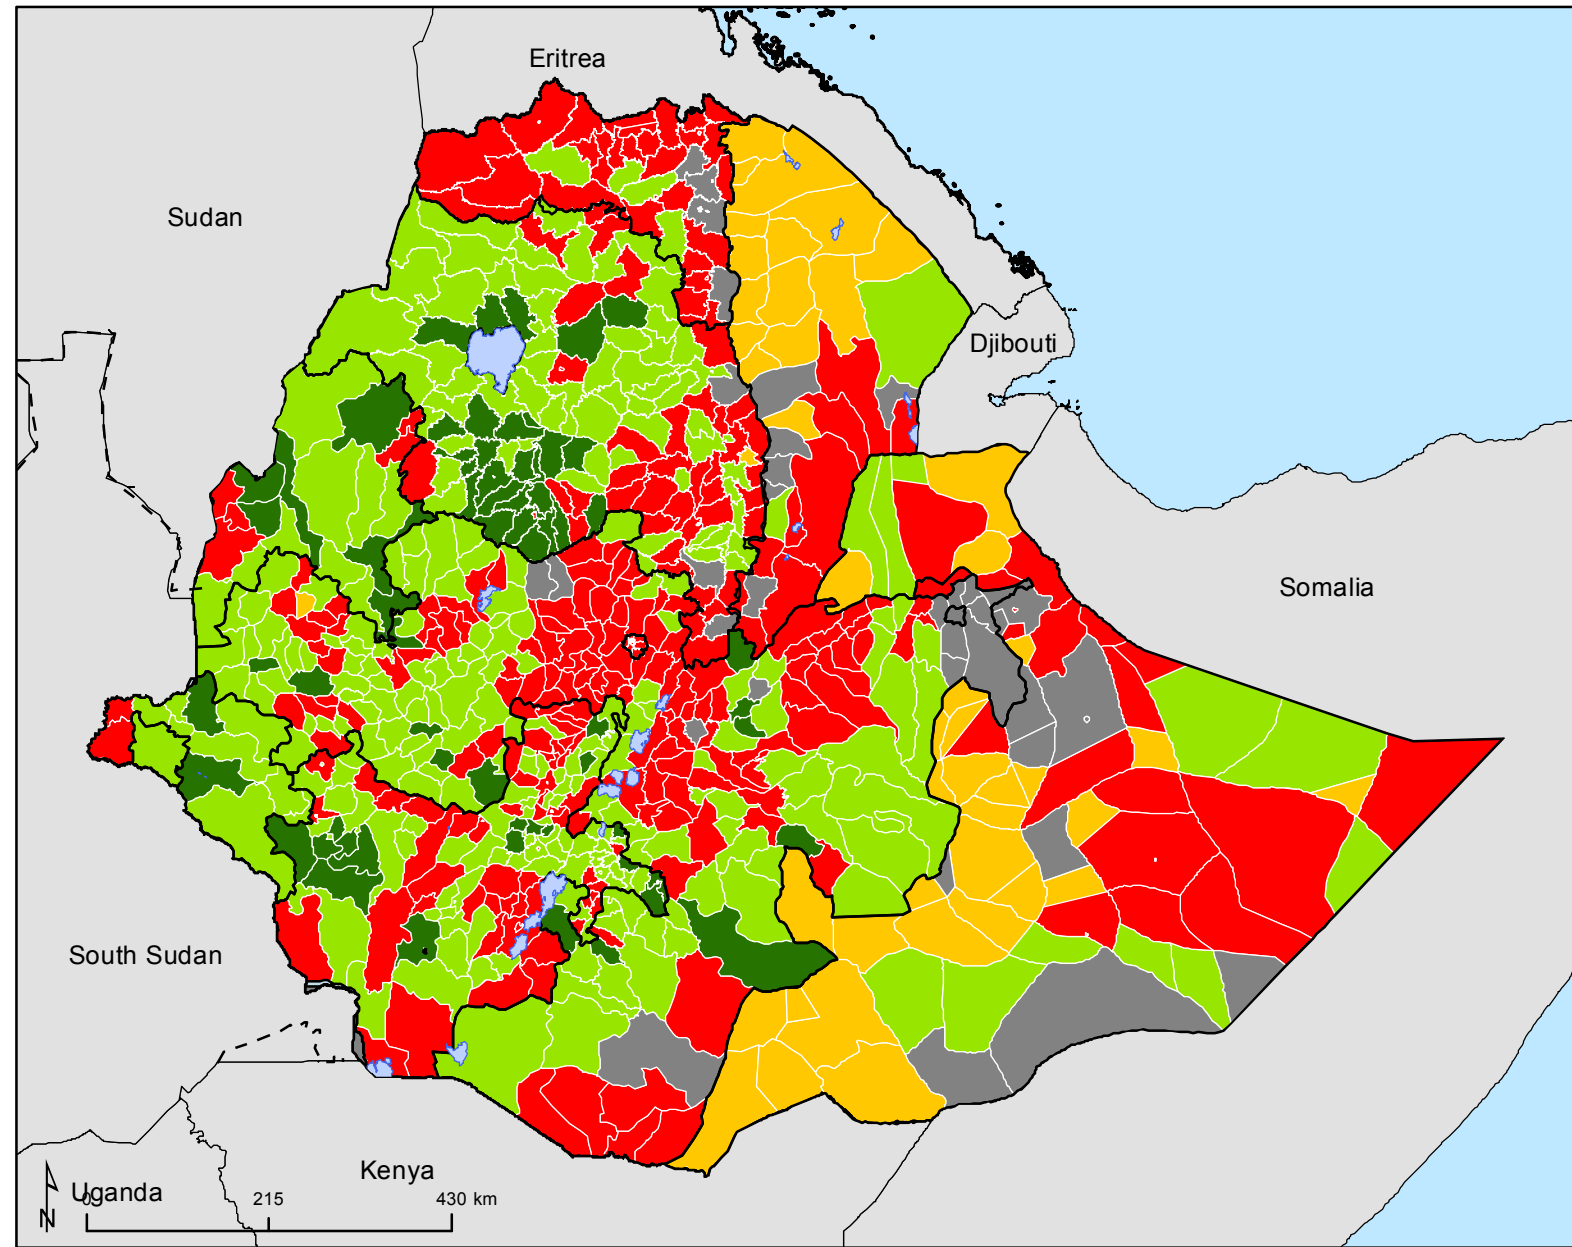 Eritrea
Sudan
Djibouti
Somalia
South Sudan
Kenya
Uganda
0 215 430 km
N